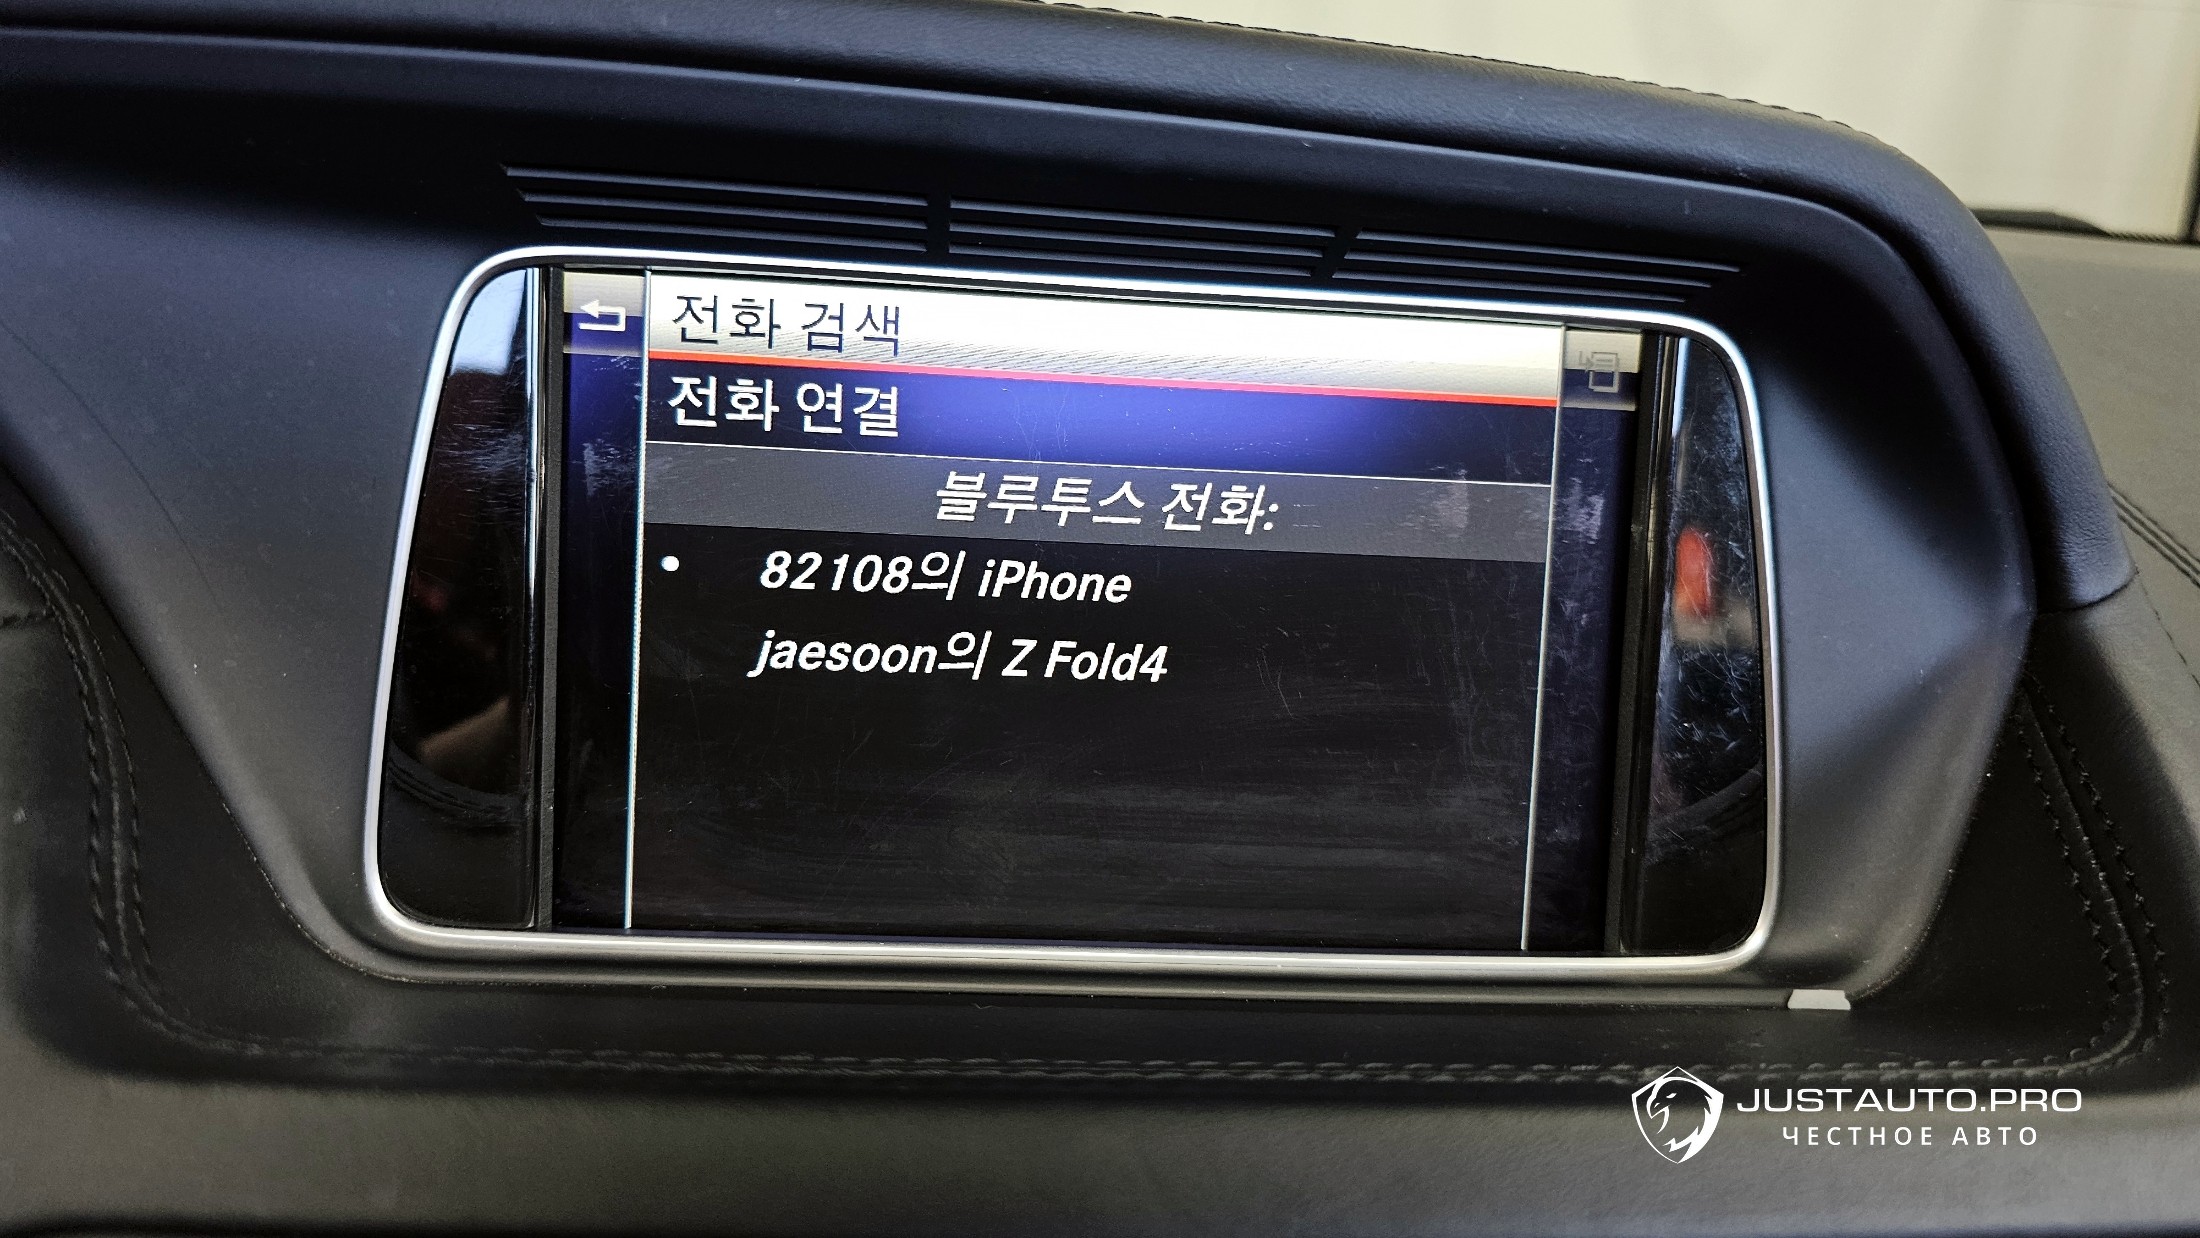 전화 검색
전화 연결
블루투스 전화:
82108의 iPhone
jaesoon의 Z Fold4
JUSTAUTO.PRO
ЧЕСТНОЕ АВТО